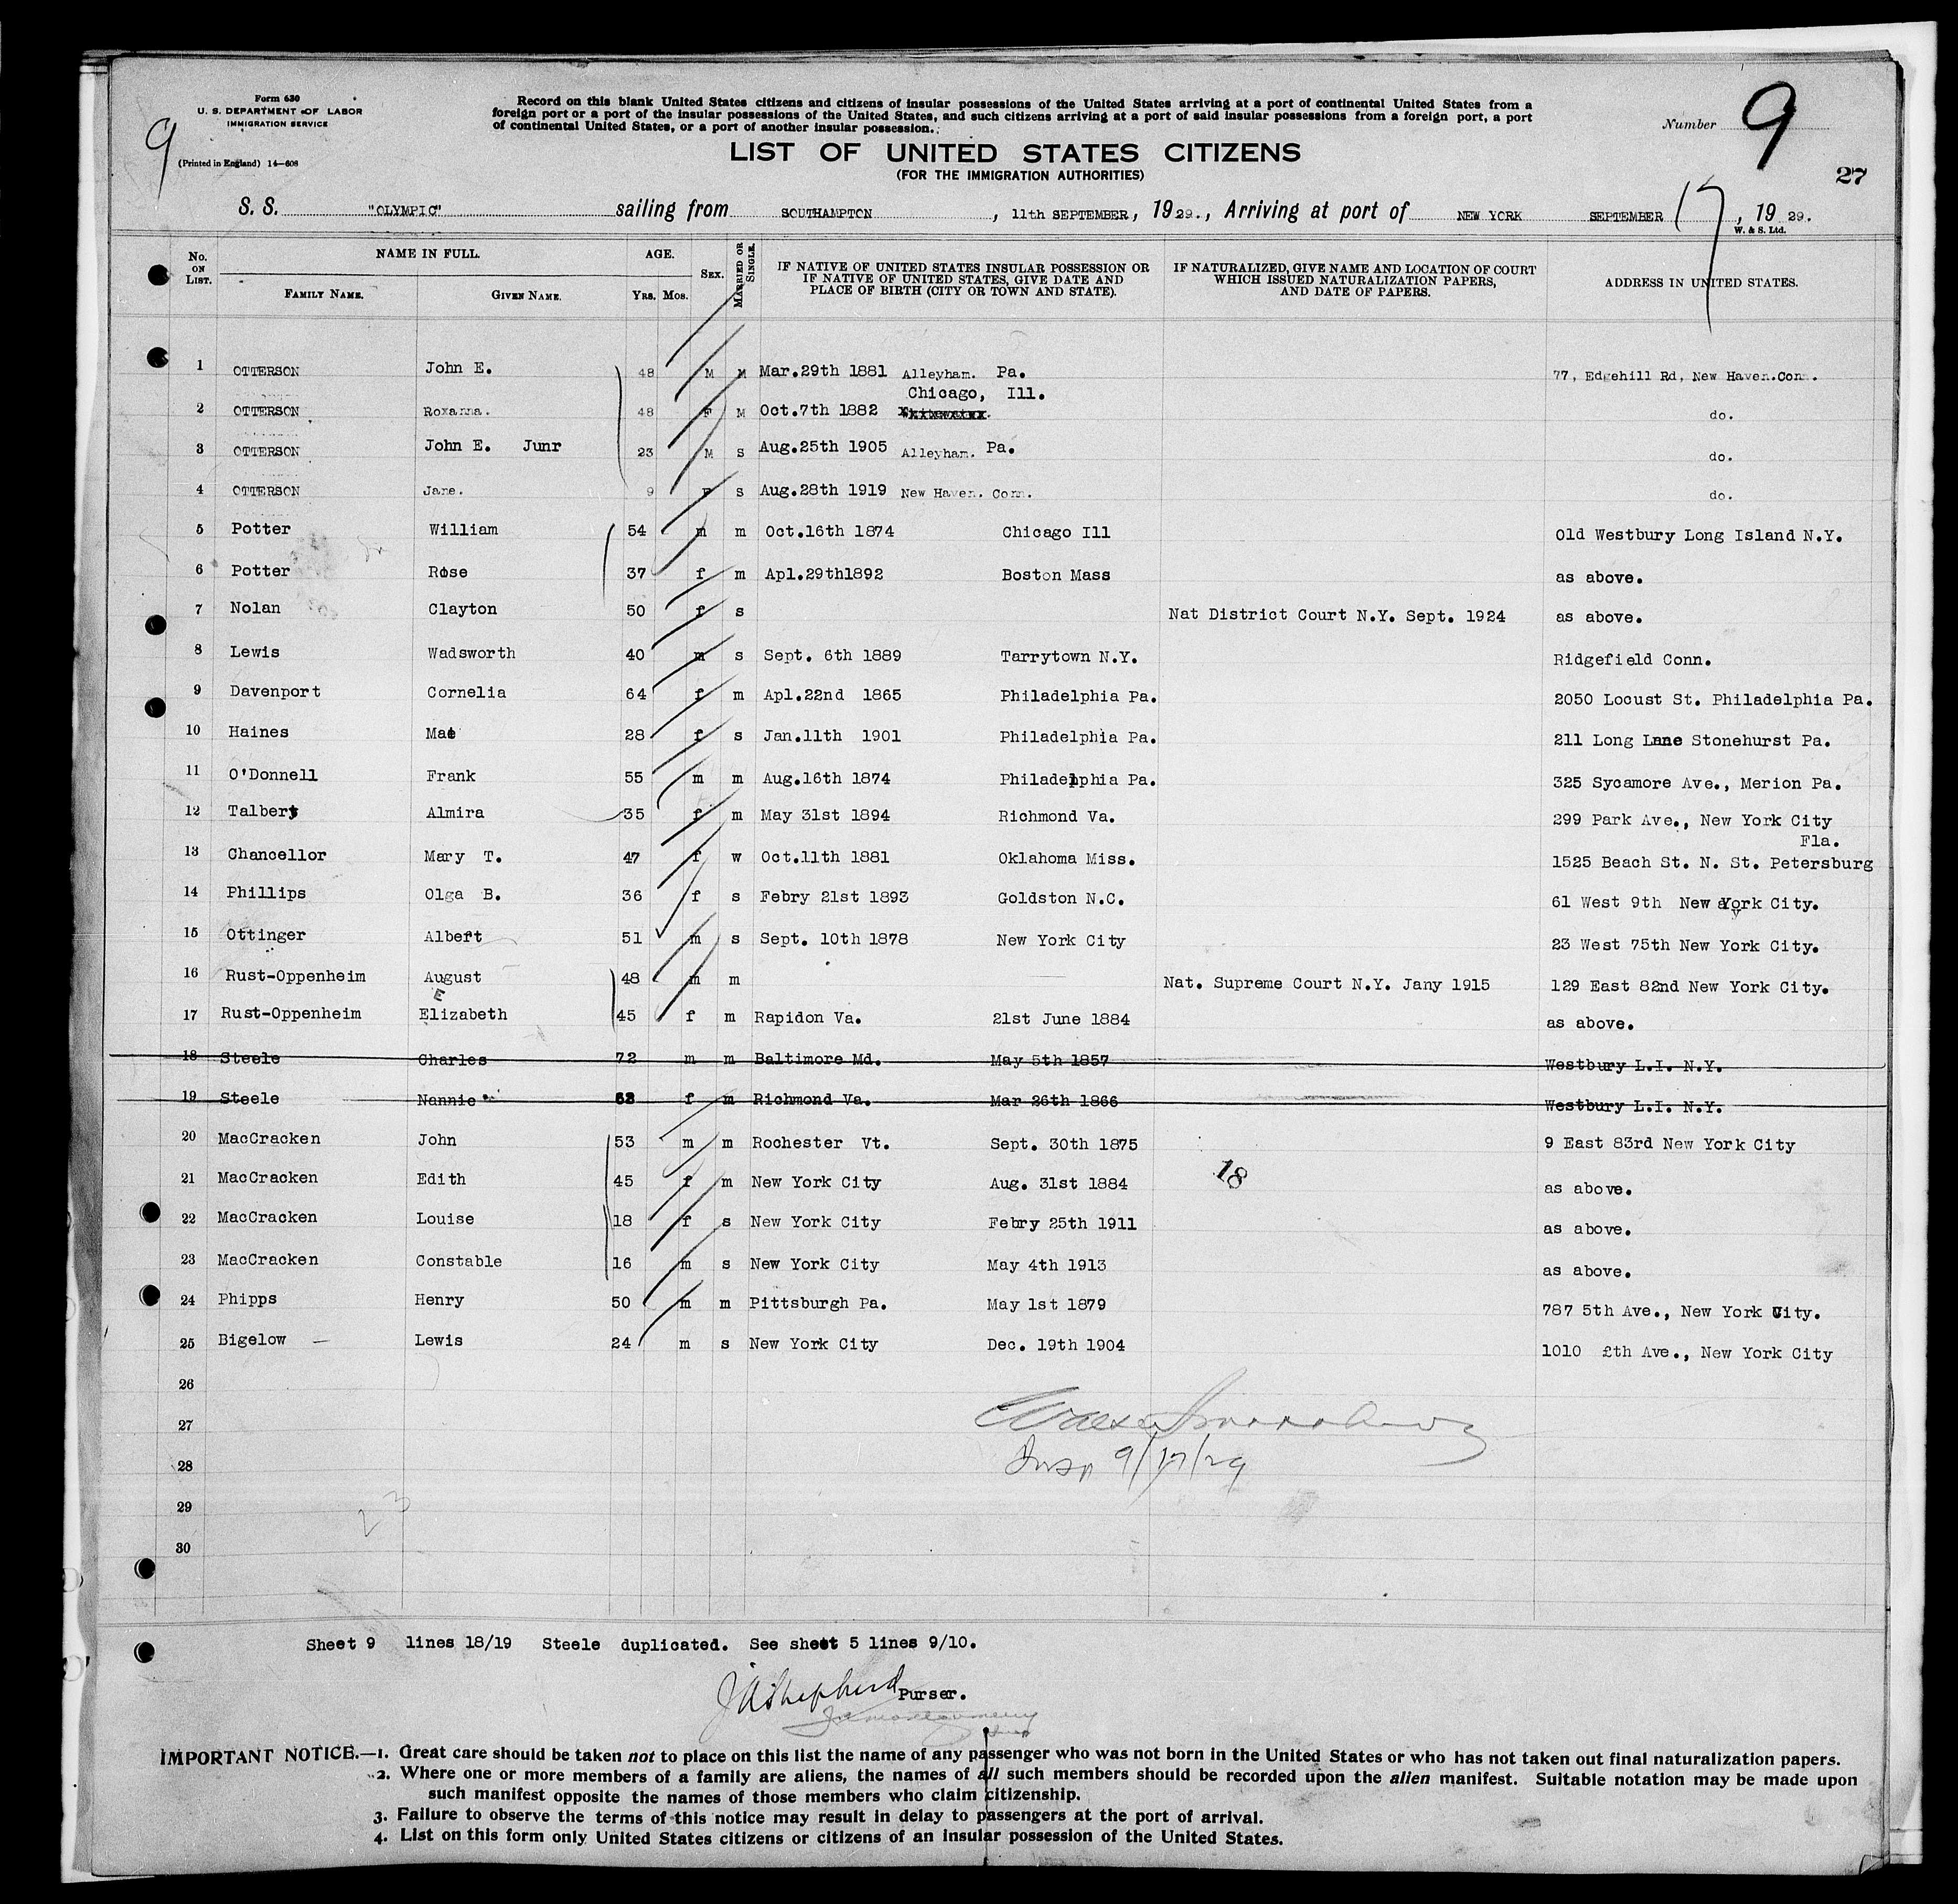 Form 630
U. S. DEPARTMENT OF LABOR
IMMIGRATION SERVICE
(Printed in England) 14—608
9
Record on this blank United States citizens and citizens of insular possessions of the United States arriving at a port of continental United States from a
foreign port or a port of the insular possessions of the United States, and such citizens arriving at a port of said insular possessions from a foreign port, a port
of continental United States, or a port of another insular possession.
LIST OF UNITED STATES CITIZENS
(FOR THE IMMIGRATION AUTHORITIES)
Number 9
27
S. S. "OLYMPIC" sailing from SOUTHAMPTON, 11th SEPTEMBER, 1929., Arriving at port of NEW YORK SEPTEMBER 17, 1929.
W. & S. Ltd.
No. ON LIST. NAME IN FULL. FAMILY NAME. GIVEN NAME. AGE. YRS. MOS. SEX. MARRIED OR SINGLE. IF NATIVE OF UNITED STATES INSULAR POSSESSION OR IF NATIVE OF UNITED STATES, GIVE DATE AND PLACE OF BIRTH (CITY OR TOWN AND STATE). IF NATURALIZED, GIVE NAME AND LOCATION OF COURT WHICH ISSUED NATURALIZATION PAPERS, AND DATE OF PAPERS. ADDRESS IN UNITED STATES.
1 OTTERSON John E. 48 M M Mar.29th 1881 Alleyham. Pa. 77, Edgehill Rd, New Haven.Conn.
2 OTTERSON Roxanna. 48 F M Oct.7th 1882 Chicago, Ill. do.
3 OTTERSON John E. Junr 23 M S Aug.25th 1905 Alleyham. Pa. do.
4 OTTERSON Jane. 9 F S Aug.28th 1919 New Haven. Conn. do.
5 Potter William 54 m m Oct.16th 1874 Chicago Ill Old Westbury Long Island N.Y.
6 Potter Rose 37 f m Apl.29th1892 Boston Mass as above.
7 Nolan Clayton 50 f s Nat District Court N.Y. Sept. 1924 as above.
8 Lewis Wadsworth 40 m s Sept. 6th 1889 Tarrytown N.Y. Ridgefield Conn.
9 Davenport Cornelia 64 f m Apl.22nd 1865 Philadelphia Pa. 2050 Locust St. Philadelphia Pa.
10 Haines Mae 28 f s Jan.11th 1901 Philadelphia Pa. 211 Long Lane Stonehurst Pa.
11 O'Donnell Frank 55 m m Aug.16th 1874 Philadelphia Pa. 325 Sycamore Ave., Merion Pa.
12 Talbert Almira 35 f m May 31st 1894 Richmond Va. 299 Park Ave., New York City
13 Chancellor Mary T. 47 f w Oct.11th 1881 Oklahoma Miss. 1525 Beach St. N. St. Petersburg Fla.
14 Phillips Olga B. 36 f s Febry 21st 1893 Goldston N.C. 61 West 9th New York City.
15 Ottinger Albert 51 m s Sept. 10th 1878 New York City 23 West 75th New York City.
16 Rust-Oppenheim August 48 m m Nat. Supreme Court N.Y. Jany 1915 129 East 82nd New York City.
17 Rust-Oppenheim Elizabeth 45 f m Rapidon Va. 21st June 1884 as above.
18 Steele Charles 72 m m Baltimore Md. May 5th 1857 Westbury L.I. N.Y.
19 Steele Nannie 63 f m Richmond Va. Mar 26th 1866 Westbury L.I. N.Y.
20 MacCracken John 53 m m Rochester Vt. Sept. 30th 1875 9 East 83rd New York City
21 MacCracken Edith 45 f m New York City Aug. 31st 1884 18 as above.
22 MacCracken Louise 18 f s New York City Febry 25th 1911 as above.
23 MacCracken Constable 16 m s New York City May 4th 1913 as above.
24 Phipps Henry 50 m m Pittsburgh Pa. May 1st 1879 787 5th Ave., New York City.
25 Bigelow Lewis 24 m s New York City Dec. 19th 1904 1010 £th Ave., New York City
26
27
28 Insp 9/17/29
29
23
30
Sheet 9 lines 18/19 Steele duplicated. See sheet 5 lines 9/10.
JAShepherd Purser.
IMPORTANT NOTICE.—1. Great care should be taken not to place on this list the name of any passenger who was not born in the United States or who has not taken out final naturalization papers.
2. Where one or more members of a family are aliens, the names of all such members should be recorded upon the alien manifest. Suitable notation may be made upon
such manifest opposite the names of those members who claim citizenship.
3. Failure to observe the terms of this notice may result in delay to passengers at the port of arrival.
4. List on this form only United States citizens or citizens of an insular possession of the United States.